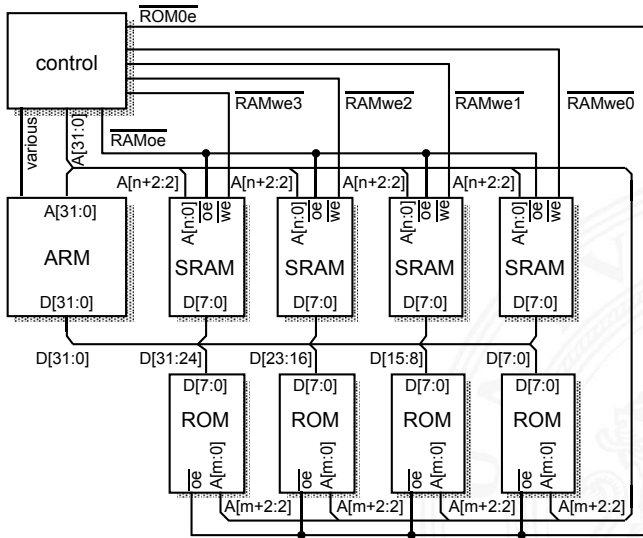 ROM0e
control
RAMwe3
RAMwe2
RAMwe1
RAMwe0
various
A[31:0]
RAMoe
A[n+2:2]
A[n+2:2]
A[n+2:2]
A[n+2:2]
A[31:0]
ARM
D[31:0]
A[n:0]
oe
we
SRAM
D[7:0]
A[n:0]
oe
we
SRAM
D[7:0]
A[n:0]
oe
we
SRAM
D[7:0]
A[n:0]
oe
we
SRAM
D[7:0]
D[31:0]
D[31:24]
D[23:16]
D[15:8]
D[7:0]
D[7:0]
ROM
oe
A[m:0]
D[7:0]
ROM
oe
A[m:0]
D[7:0]
ROM
oe
A[m:0]
D[7:0]
ROM
oe
A[m:0]
A[m+2:2]
A[m+2:2]
A[m+2:2]
A[m+2:2]